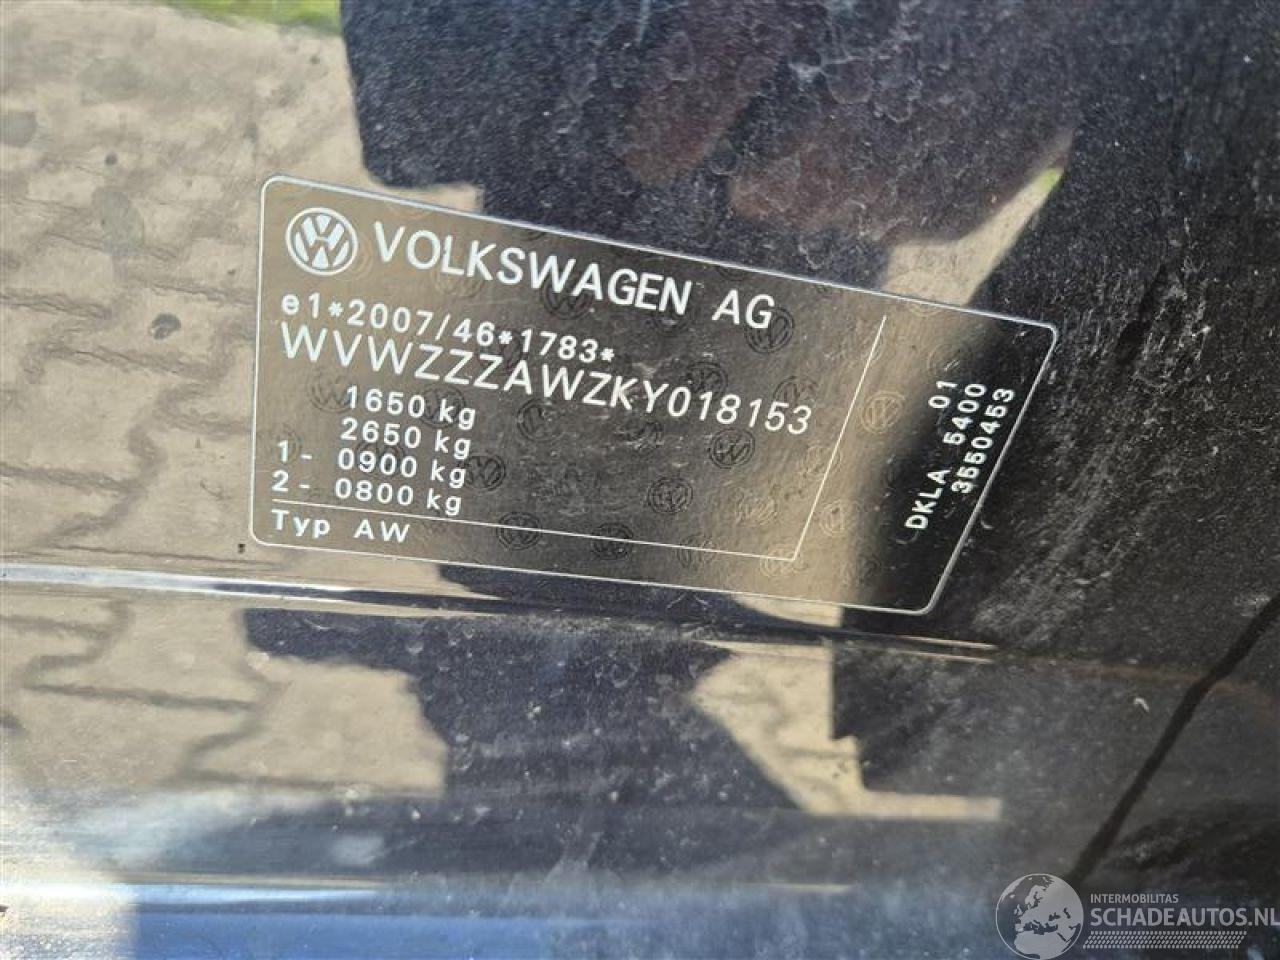 VOLKSWAGEN AG
e1*2007/46*1783*
WVWZZZAWZKY018153
1650 kg
2650 kg
1- 0900 kg
2- 0800 kg
Typ AW
DKLA 5400 01
3550453
INTERMOBILITAS
SCHADEAUTOS.NL